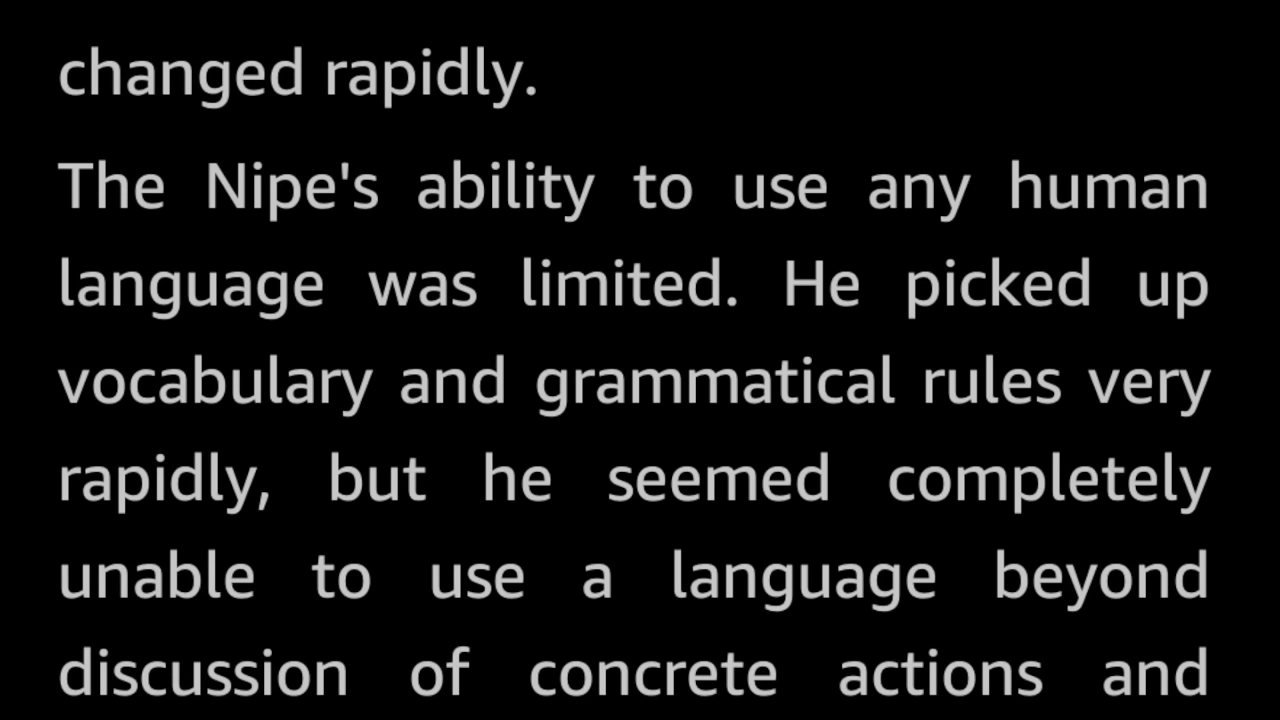 changed rapidly.
The Nipe's ability to use any human
language was limited. He picked up
vocabulary and grammatical rules very
rapidly, but he seemed completely
unable to use a language beyond
discussion of concrete actions and